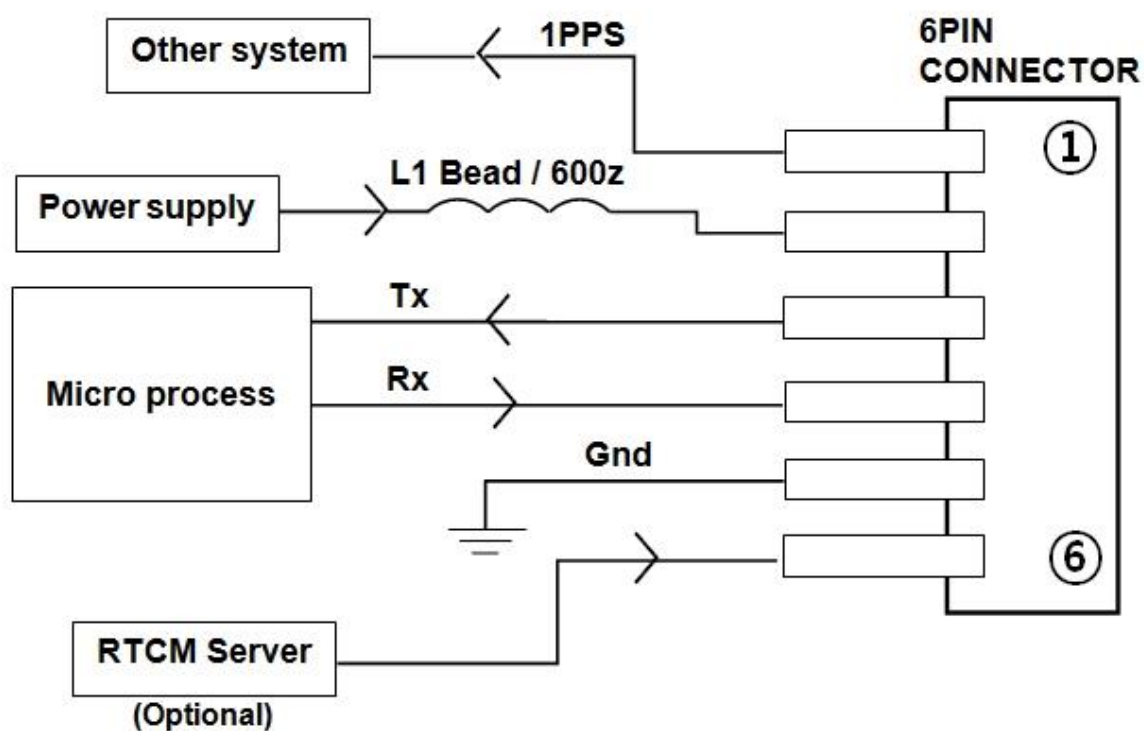 Other system
1PPS
6PIN
CONNECTOR
①
L1 Bead / 600z
Power supply
Tx
Micro process
Rx
Gnd
⑥
RTCM Server
(Optional)